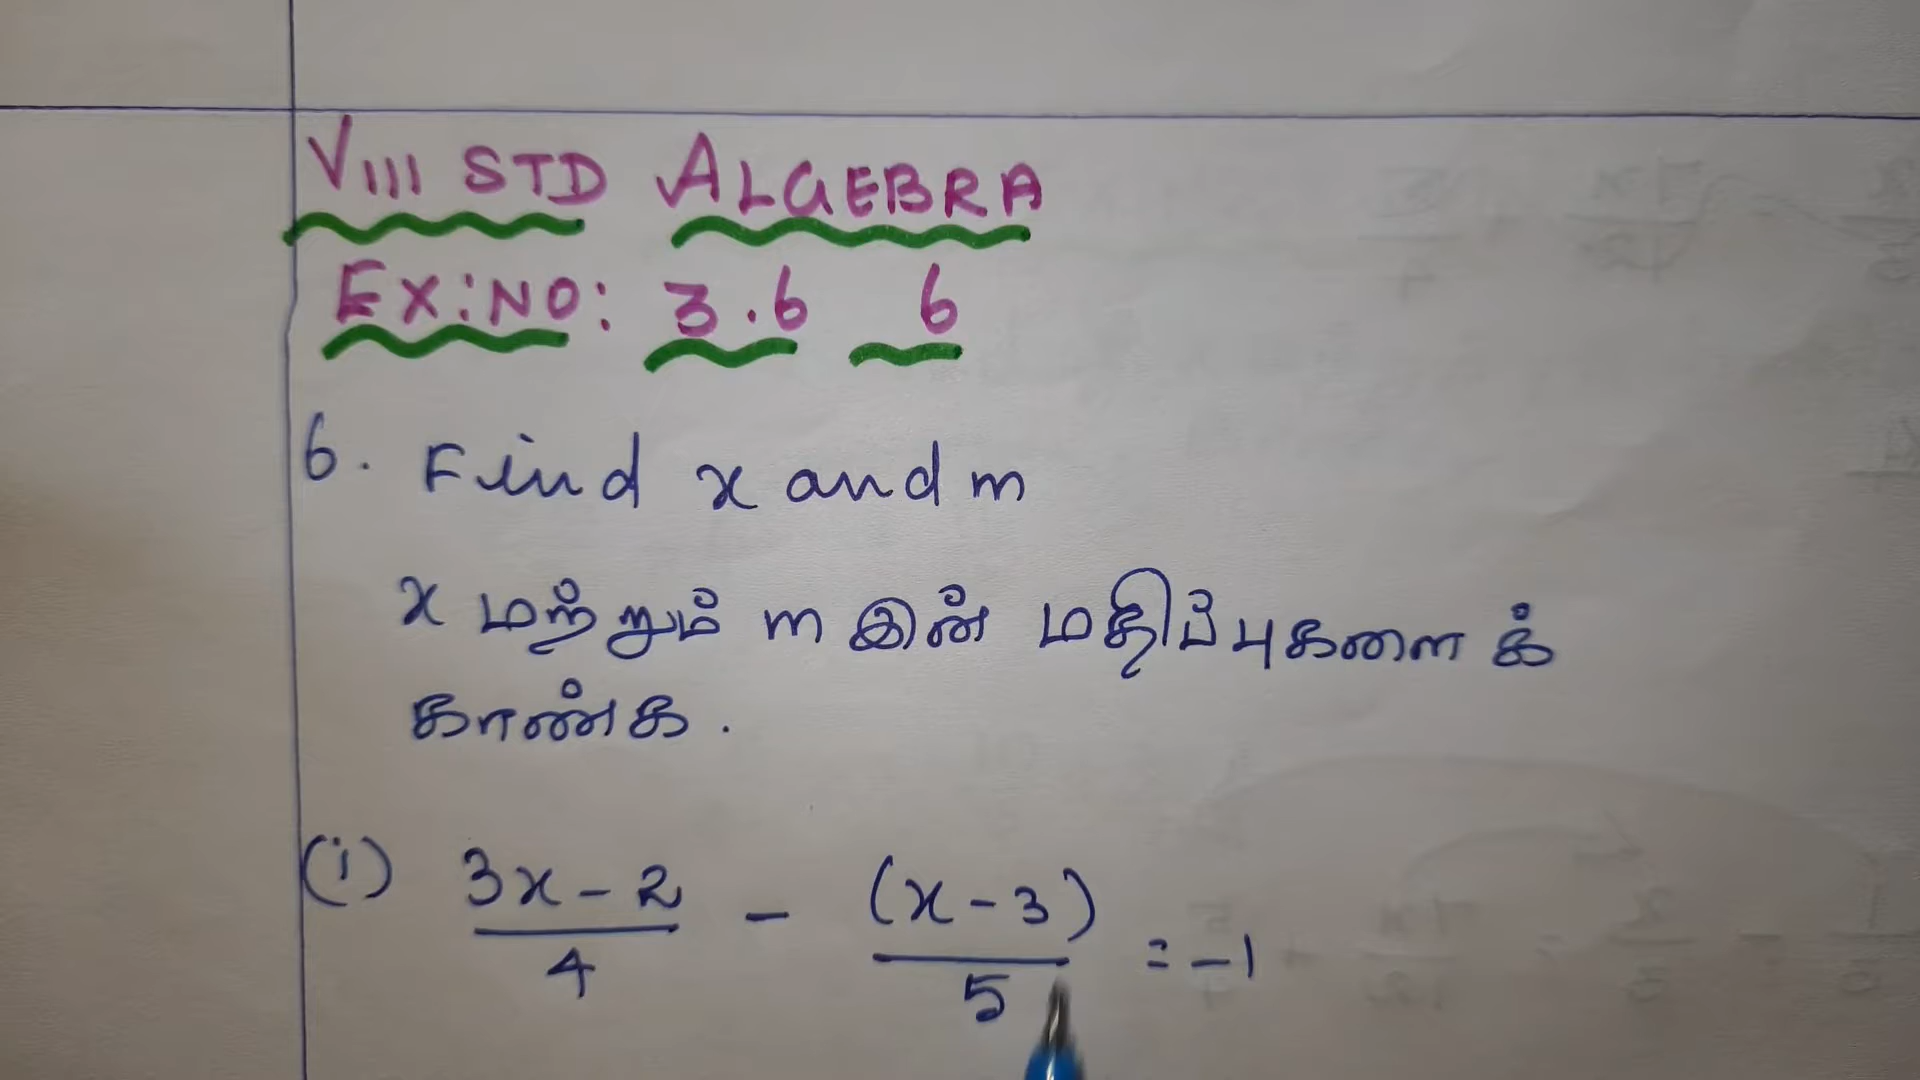 VIII STD ALGEBRA
EX:NO: 3.6 6
6. Find x and m
x மற்றும் m இன் மதிப்புகளைக்
காண்க.
(i) (3x - 2)/4 - (x - 3)/5 = -1